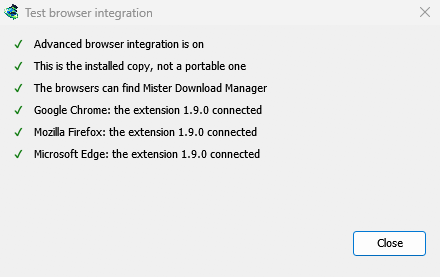 Test browser integration
✓ Advanced browser integration is on
✓ This is the installed copy, not a portable one
✓ The browsers can find Mister Download Manager
✓ Google Chrome: the extension 1.9.0 connected
✓ Mozilla Firefox: the extension 1.9.0 connected
✓ Microsoft Edge: the extension 1.9.0 connected
Close